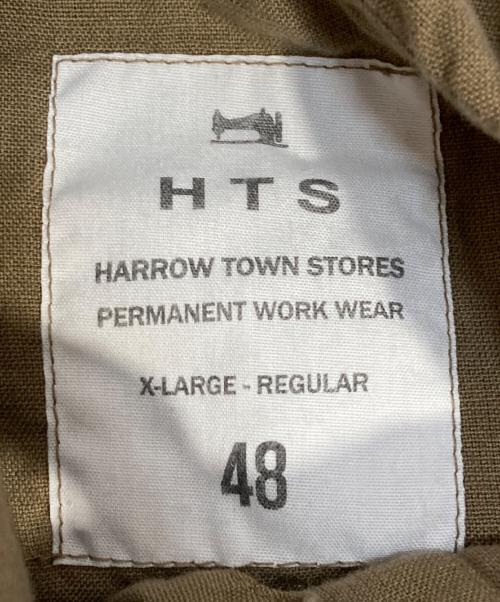 HTS
HARROW TOWN STORES
PERMANENT WORK WEAR
X-LARGE - REGULAR
48